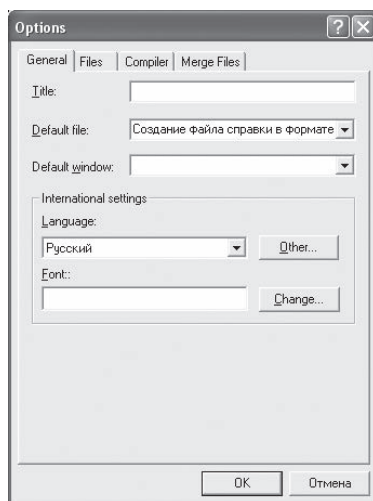 Options
General Files Compiler Merge Files
Title:
Default file: Создание файла справки в формате
Default window:
International settings
Language:
Русский Other...
Font::
Change...
OK Отмена